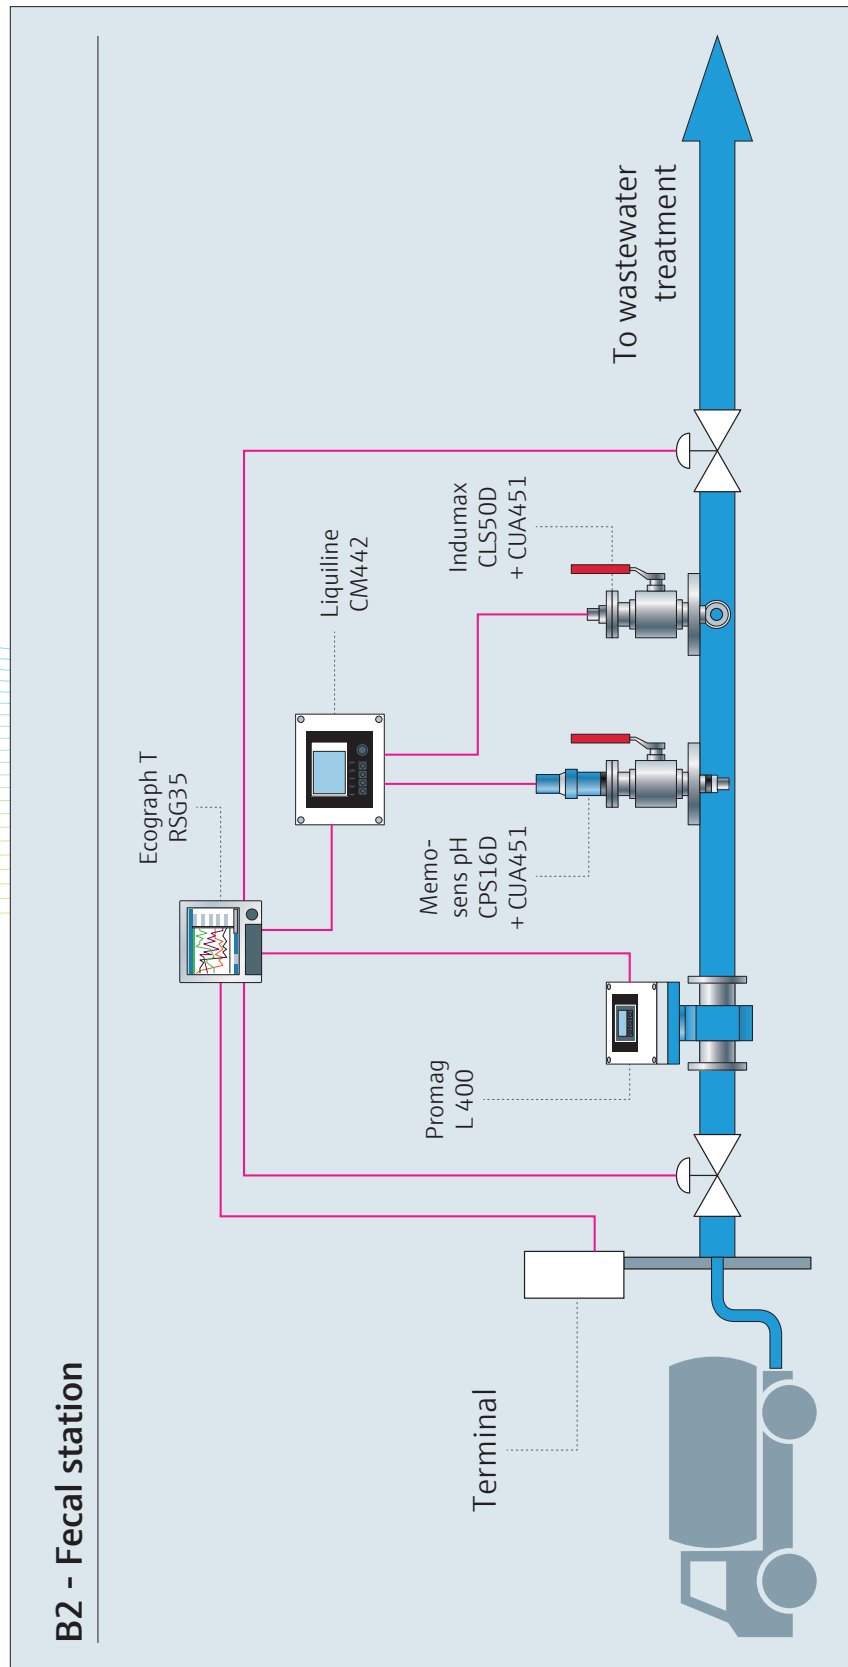 B2 - Fecal station
Terminal
Promag
L 400
Ecograph T
RSG35
Memo-
sens pH
CPS16D
+ CUA451
Liquiline
CM442
Indumax
CLS50D
+ CUA451
To wastewater
treatment